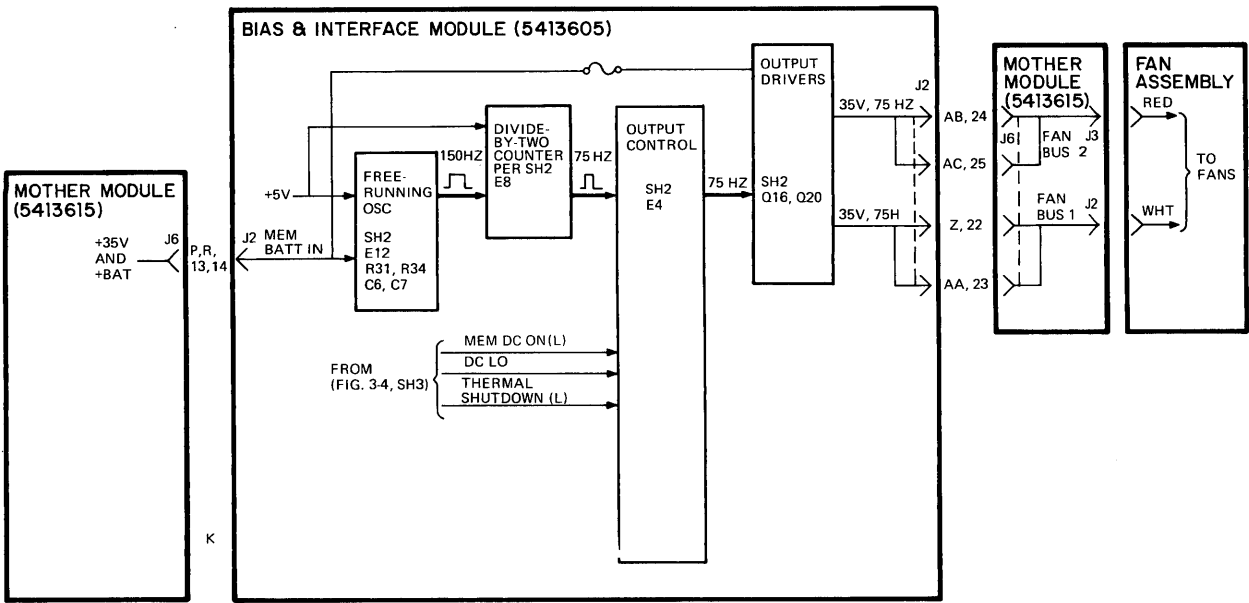 MOTHER MODULE
(5413615)
+35V
AND
+BAT
J6
P,R,
13,14
K
BIAS & INTERFACE MODULE (5413605)
J2
MEM
BATT IN
+5V
FREE-
RUNNING
OSC
SH2
E12
R31, R34
C6, C7
150HZ
DIVIDE-
BY-TWO
COUNTER
PER SH2
E8
75 HZ
OUTPUT
CONTROL
SH2
E4
FROM
(FIG. 3-4, SH3)
MEM DC ON(L)
DC LO
THERMAL
SHUTDOWN (L)
75 HZ
OUTPUT
DRIVERS
SH2
Q16, Q20
35V, 75 HZ
35V, 75H
J2
AB, 24
AC, 25
Z, 22
AA, 23
MOTHER
MODULE
(5413615)
J6
FAN
BUS 2
J3
FAN
BUS 1
J2
FAN
ASSEMBLY
RED
WHT
TO
FANS